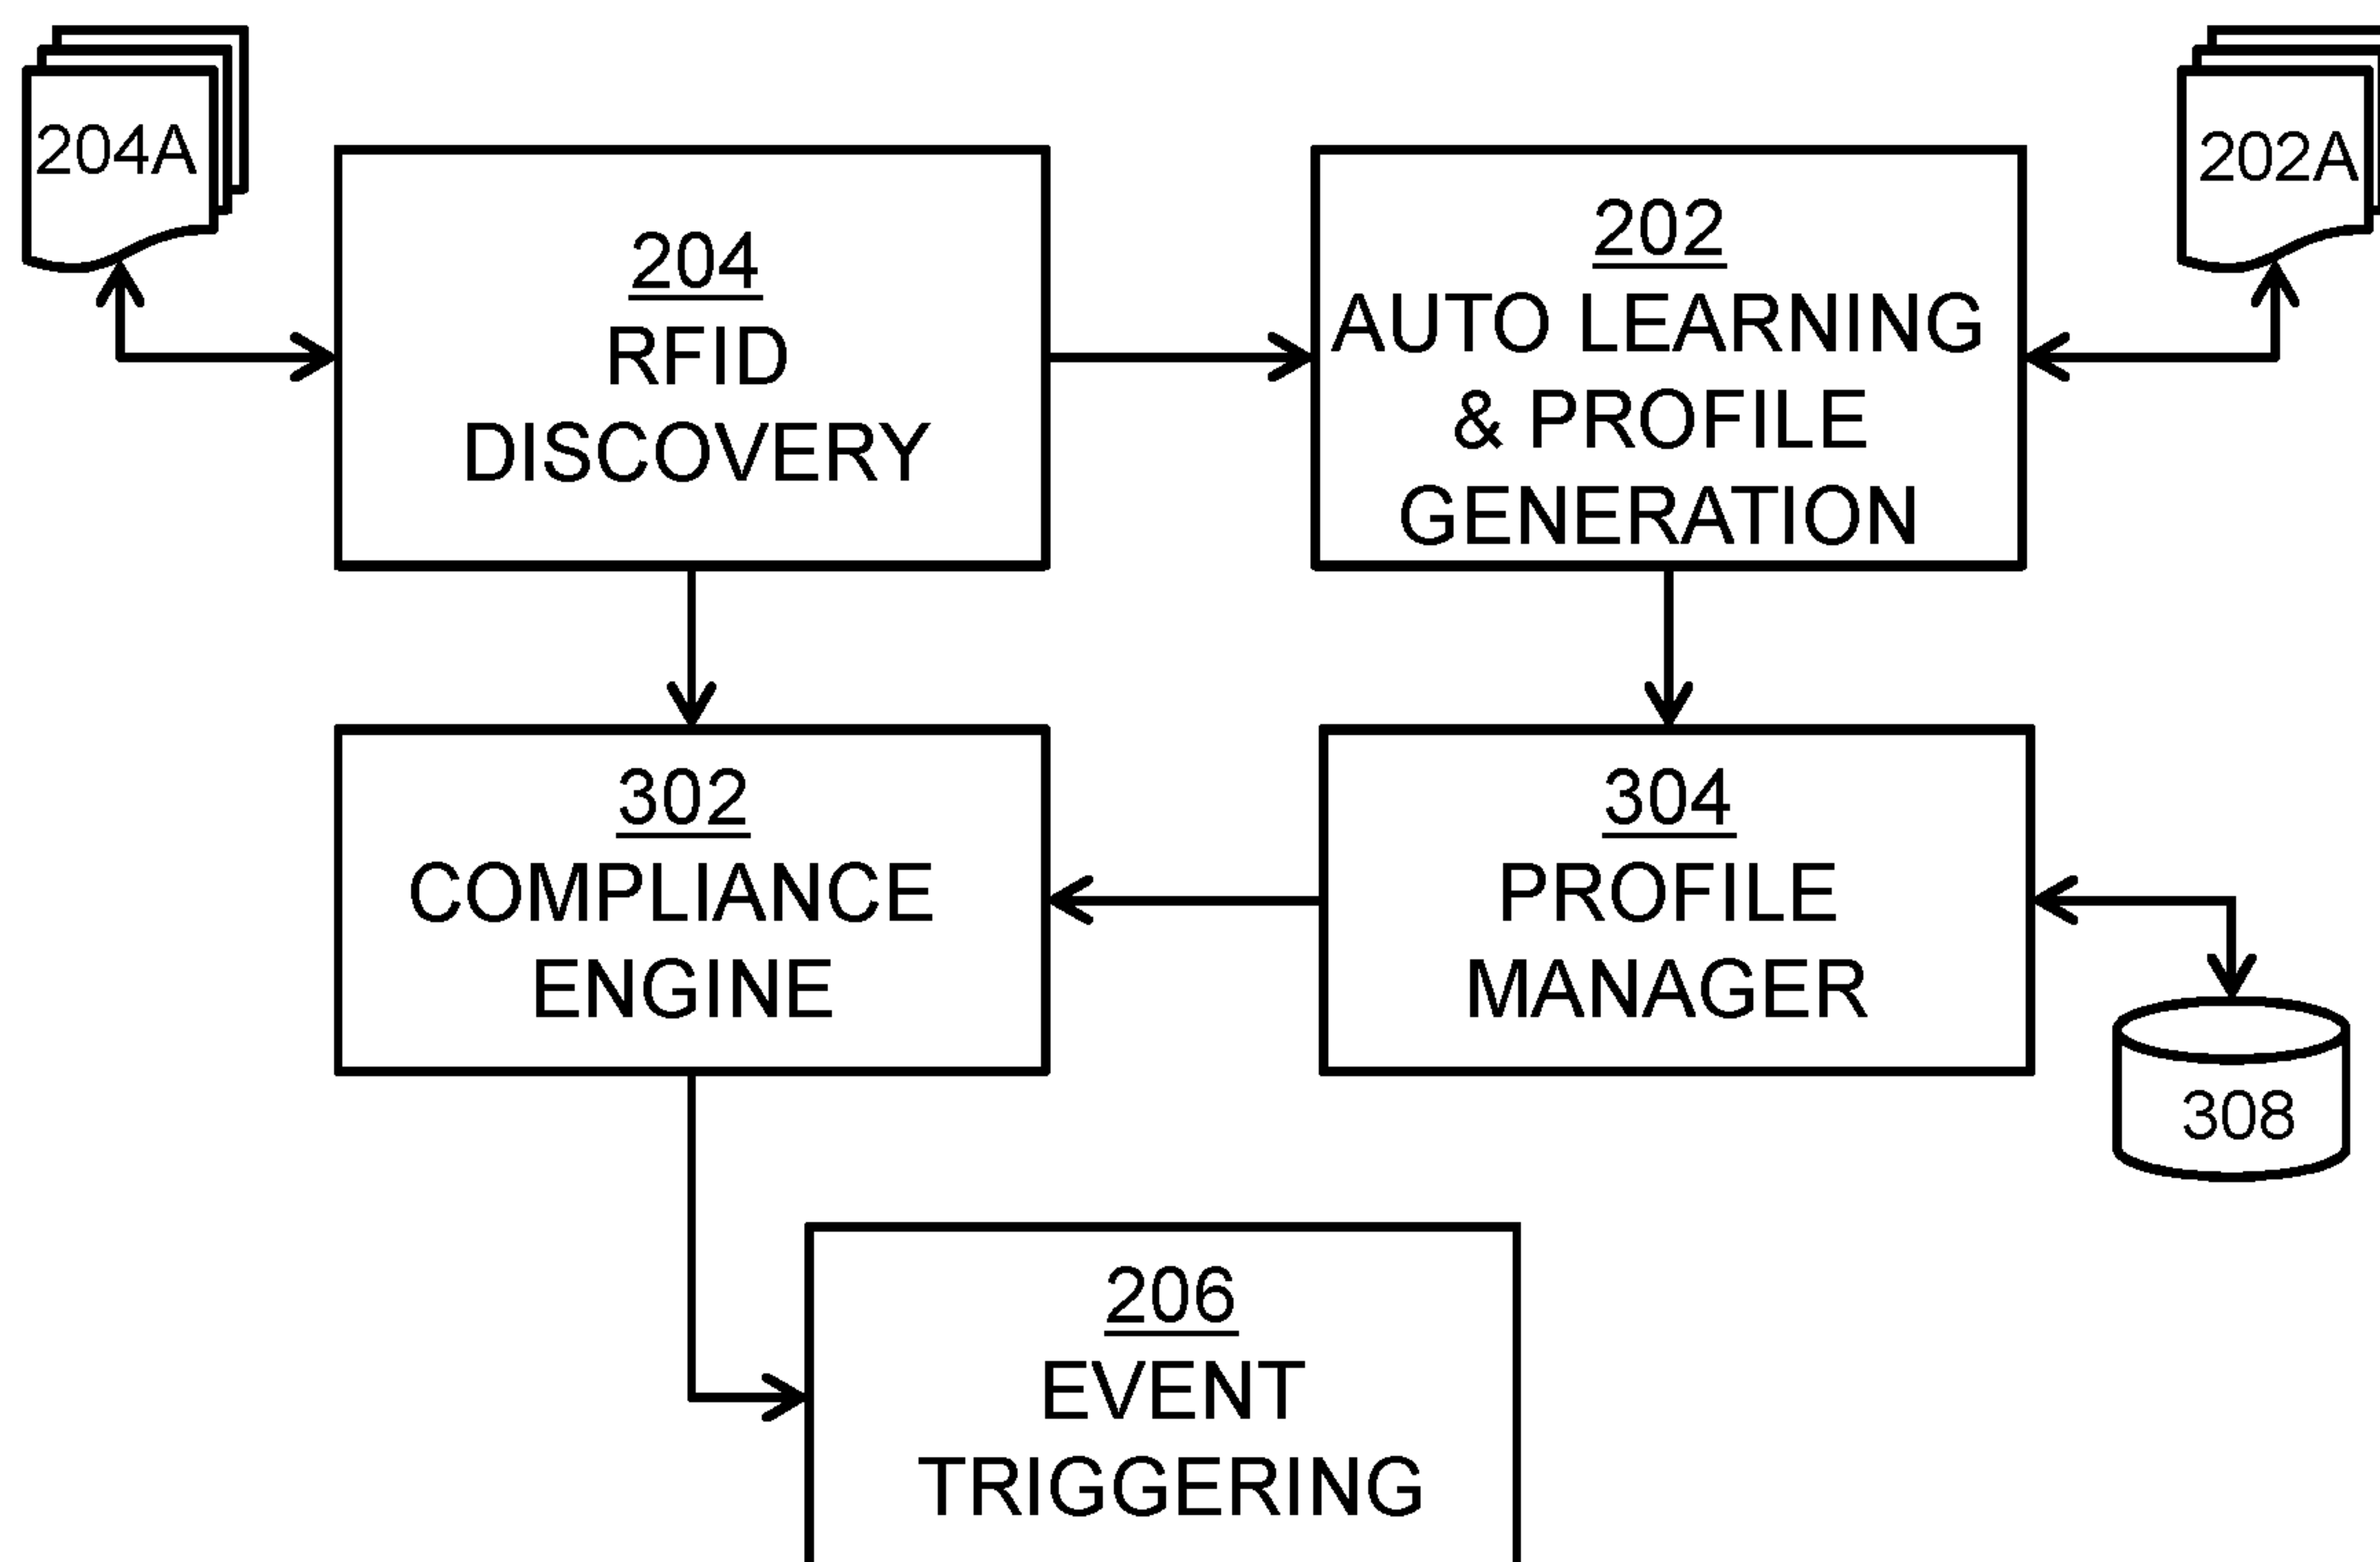 204A
202A
204
RFID
DISCOVERY
202
AUTO LEARNING
& PROFILE
GENERATION
302
COMPLIANCE
ENGINE
304
PROFILE
MANAGER
308
206
EVENT
TRIGGERING